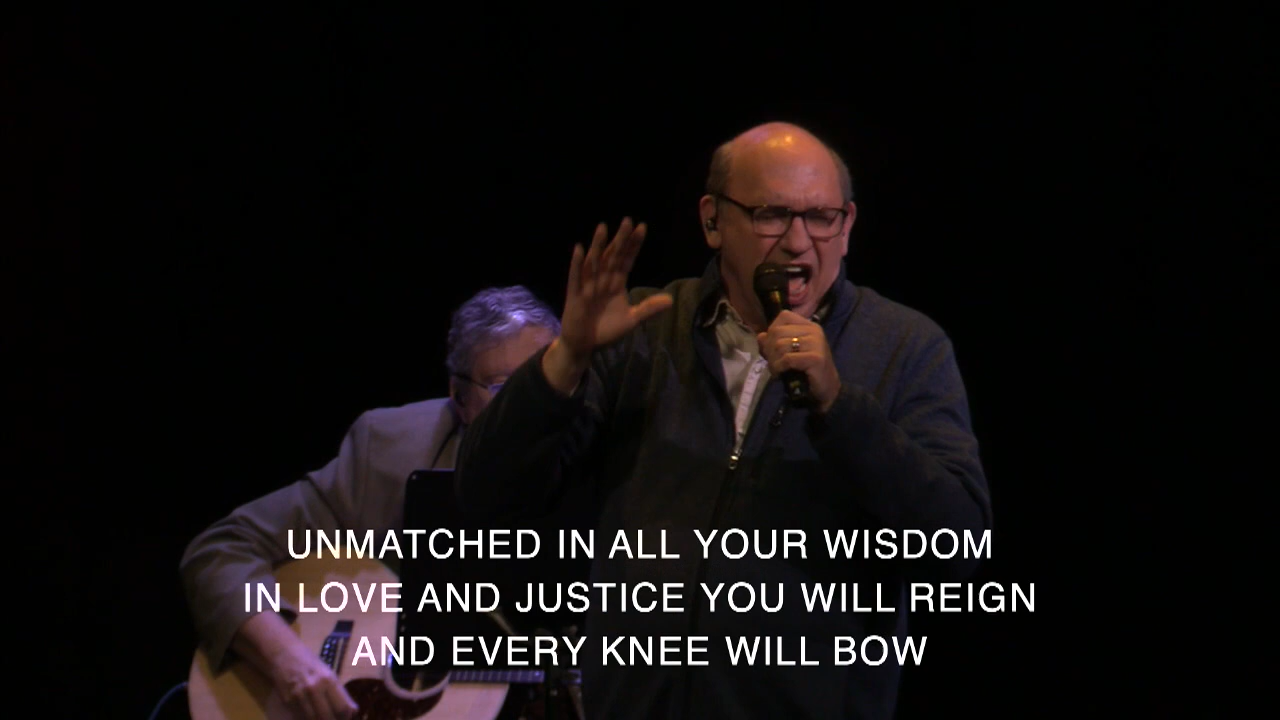 UNMATCHED IN ALL YOUR WISDOM
IN LOVE AND JUSTICE YOU WILL REIGN
AND EVERY KNEE WILL BOW